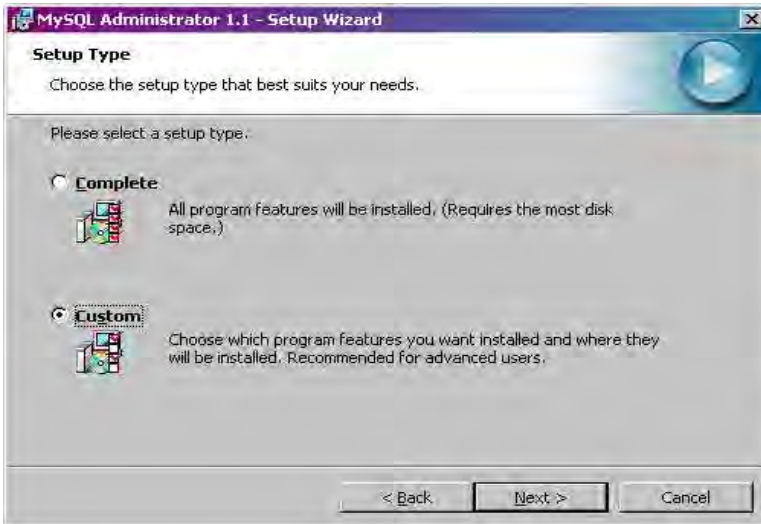 MySQL Administrator 1.1 - Setup Wizard
Setup Type
Choose the setup type that best suits your needs.
Please select a setup type.
Complete
All program features will be installed. (Requires the most disk
space.)
Custom
Choose which program features you want installed and where they
will be installed. Recommended for advanced users.
< Back
Next >
Cancel